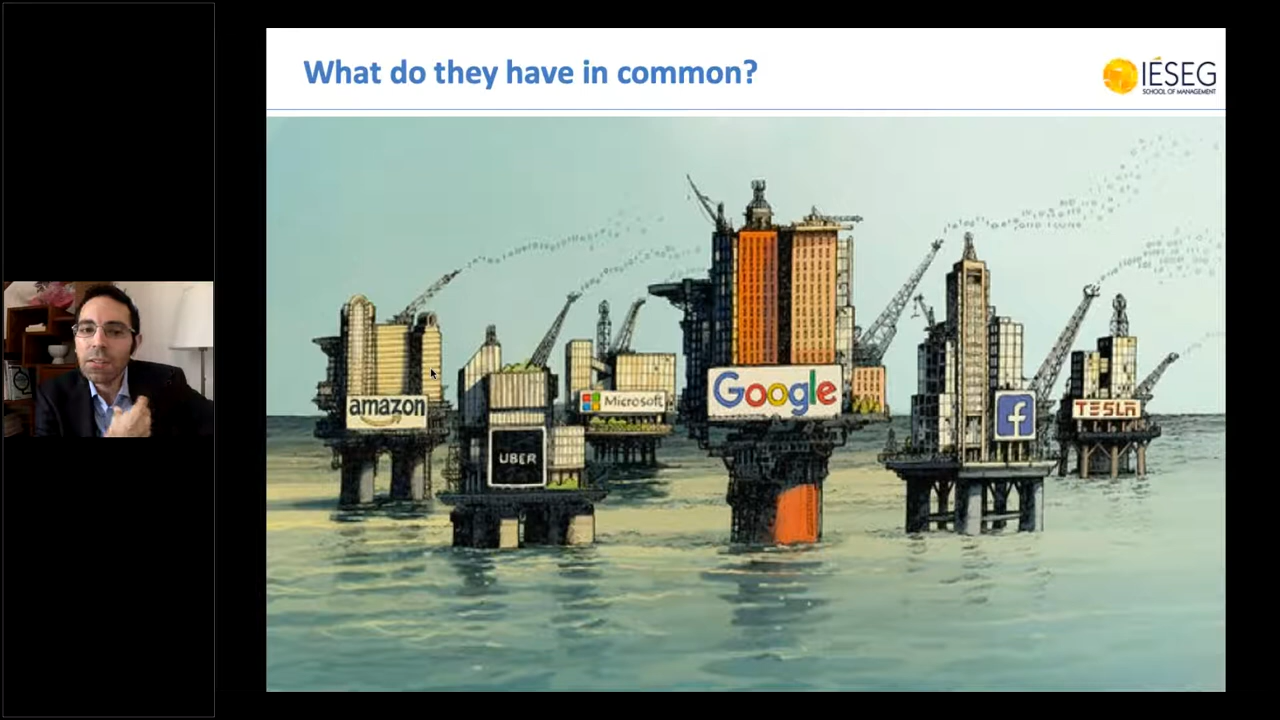 What do they have in common?
IÉSEG
SCHOOL OF MANAGEMENT
amazon
UBER
Microsoft
Google
f
TESLA